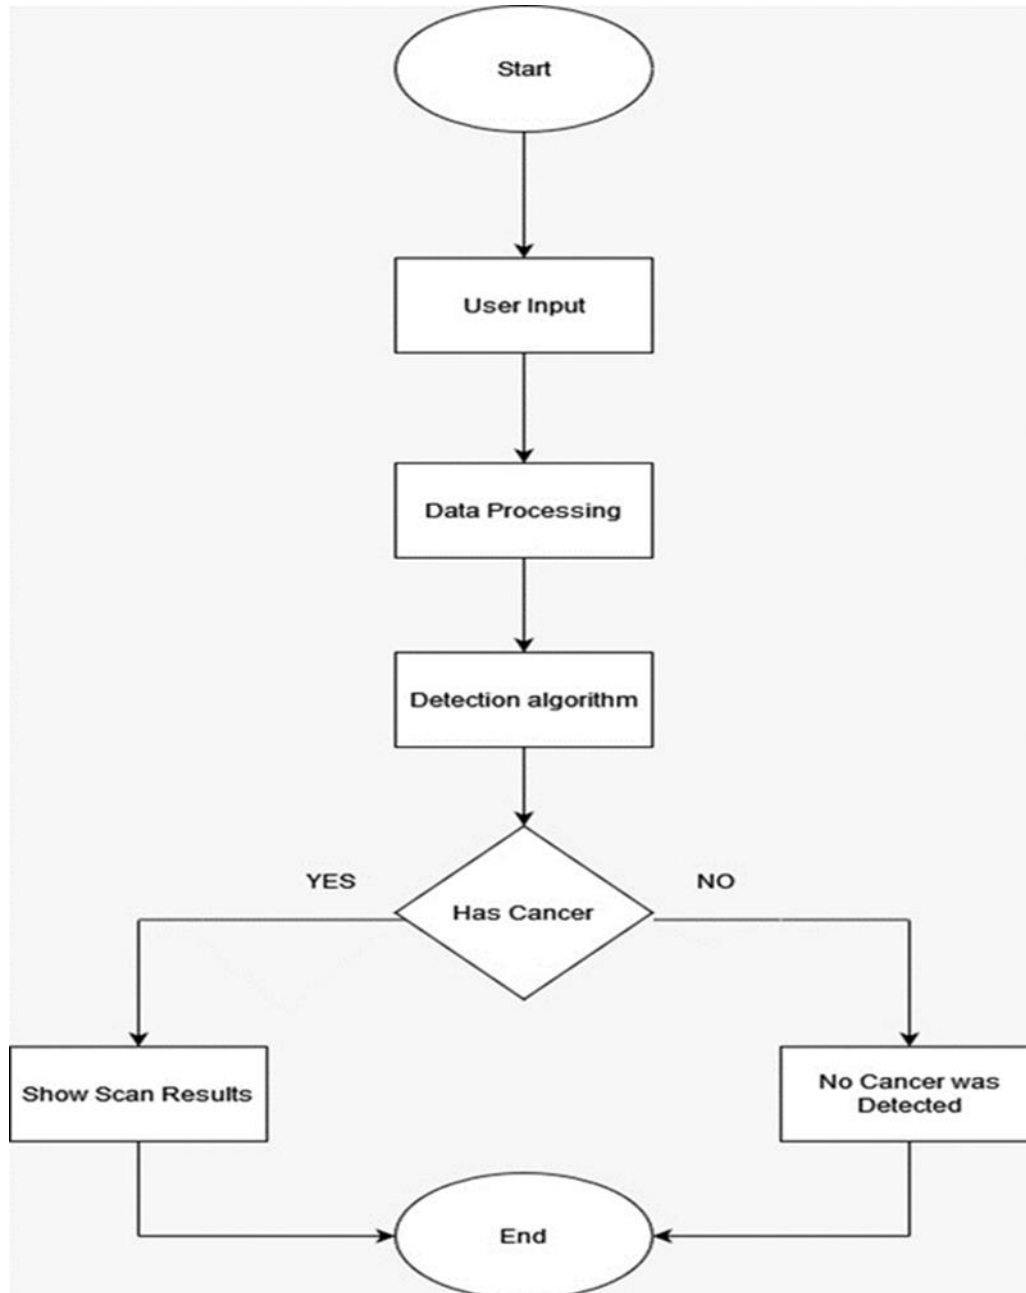 Start
User Input
Data Processing
Detection algorithm
YES
NO
Has Cancer
Show Scan Results
No Cancer was
Detected
End